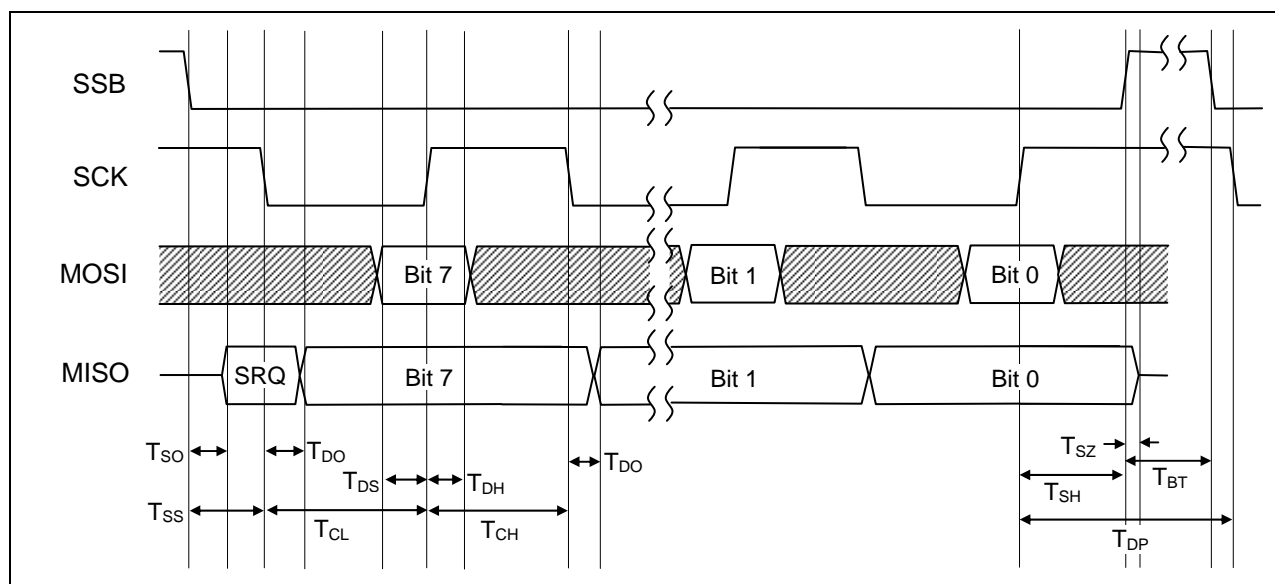 SSB
SCK
MOSI Bit 7 Bit 1 Bit 0
MISO SRQ Bit 7 Bit 1 Bit 0
TSO TDO TDS TDH TDO TSZ
TSS TCL TCH TSH TBT
TDP